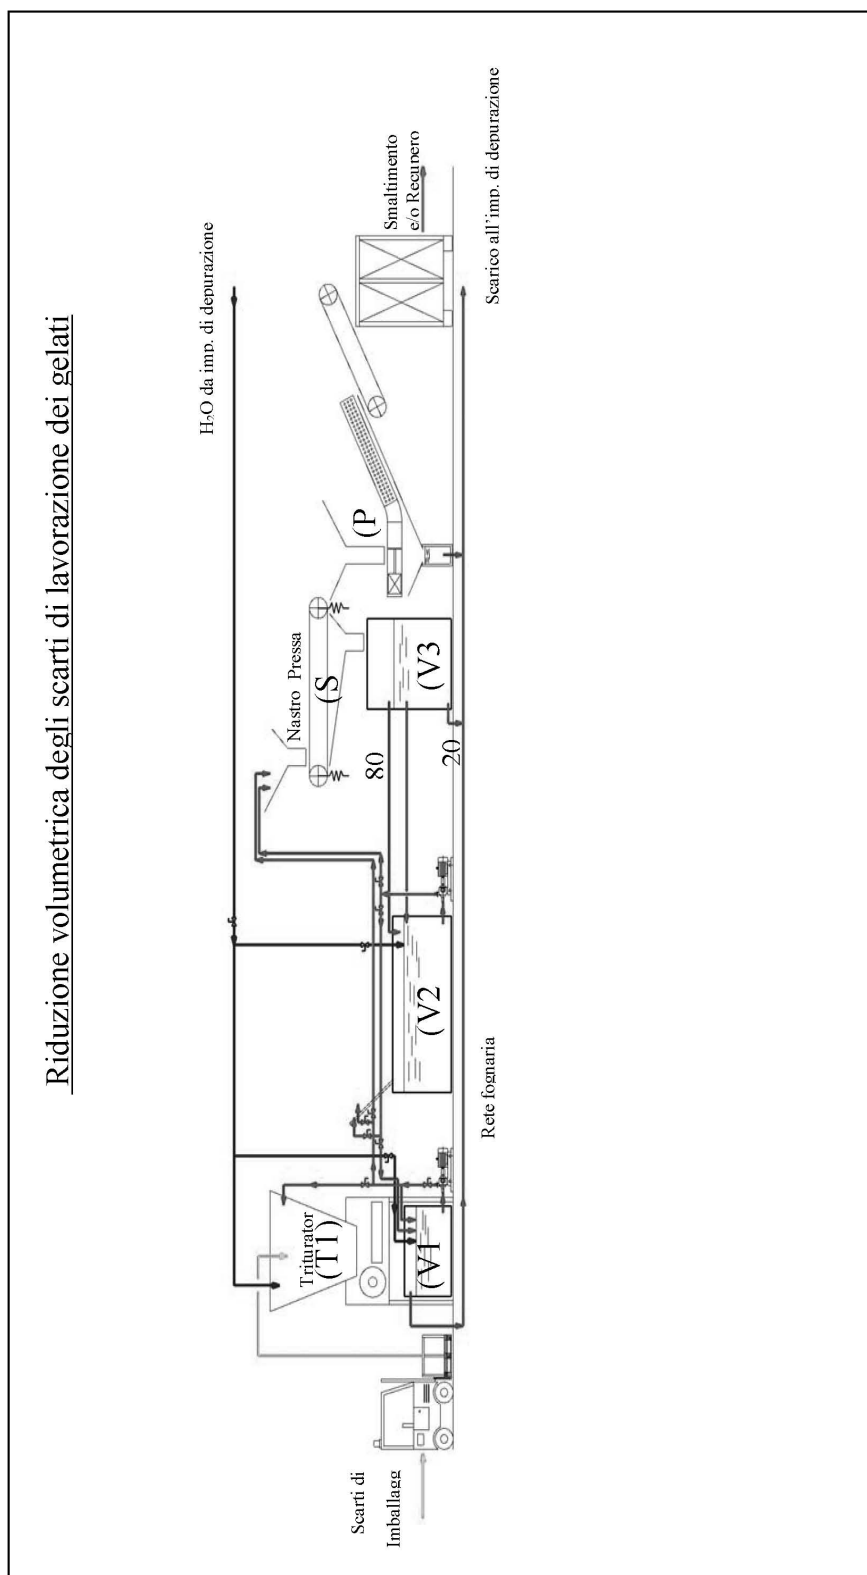 Riduzione volumetrica degli scarti di lavorazione dei gelati
H₂O da imp. di depurazione
Nastro Pressa
(S
(P
Triturator
(T1)
Smaltimento
e/o Recupero
80
20
(V1
(V2
(V3
Scarti di
Imballagg
Rete fognaria
Scarico all'imp. di depurazione